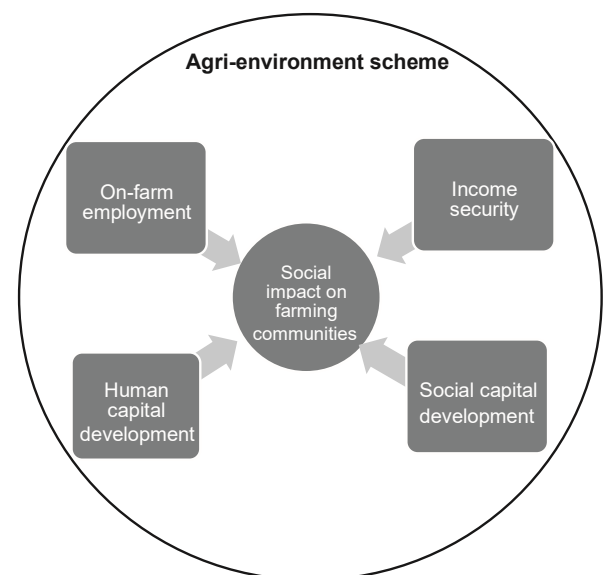 Agri-environment scheme
On-farm
employment
Income
security
Social
impact on
farming
communities
Human
capital
development
Social capital
development